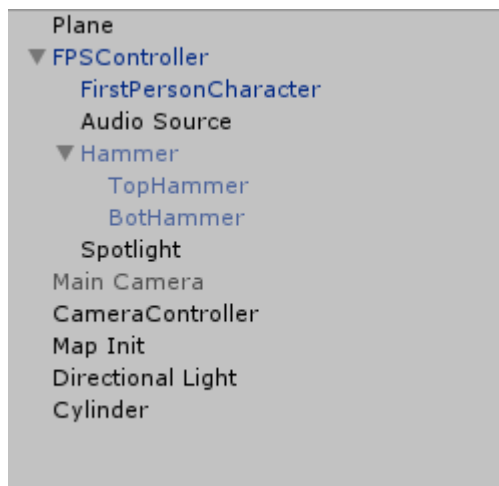 Plane
FPSController
FirstPersonCharacter
Audio Source
Hammer
TopHammer
BotHammer
Spotlight
Main Camera
CameraController
Map Init
Directional Light
Cylinder